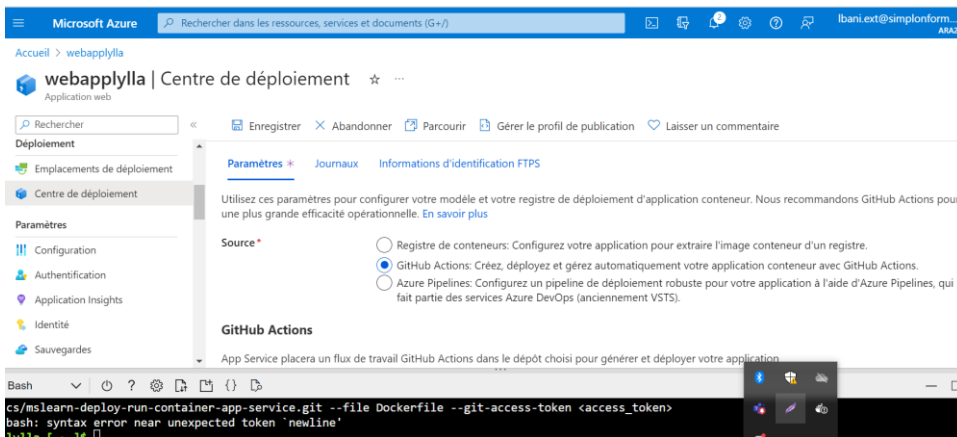 Microsoft Azure
Rechercher dans les ressources, services et documents (G+/)
2
lbani.ext@simplonform...
Accueil > webapplylla
webapplylla | Centre de déploiement
Application web
Rechercher
Enregistrer
Abandonner
Parcourir
Gérer le profil de publication
Laisser un commentaire
Déploiement
Emplacements de déploiement
Centre de déploiement
Paramètres
Configuration
Authentification
Application Insights
Identité
Sauvegardes
Paramètres *
Journaux
Informations d'identification FTPS
Utilisez ces paramètres pour configurer votre modèle et votre registre de déploiement d'application conteneur. Nous recommandons GitHub Actions pour
une plus grande efficacité opérationnelle. En savoir plus
Source *
Registre de conteneurs: Configurez votre application pour extraire l'image conteneur d'un registre.
GitHub Actions: Créez, déployez et gérez automatiquement votre application conteneur avec GitHub Actions.
Azure Pipelines: Configurez un pipeline de déploiement robuste pour votre application à l'aide d'Azure Pipelines, qui
fait partie des services Azure DevOps (anciennement VSTS).
GitHub Actions
App Service placera un flux de travail GitHub Actions dans le dépôt choisi pour générer et déployer votre application
Bash
cs/mslearn-deploy-run-container-app-service.git --file Dockerfile --git-access-token <access_token>
bash: syntax error near unexpected token `newline'